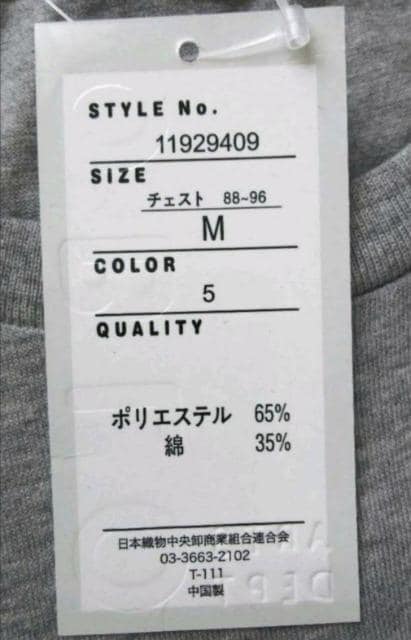 STYLE No.
11929409
SIZE
チェスト 88~96
M
COLOR
5
QUALITY
ポリエステル 65%
綿 35%
日本織物中央卸商業組合連合会
03-3663-2102
T-111
中国製